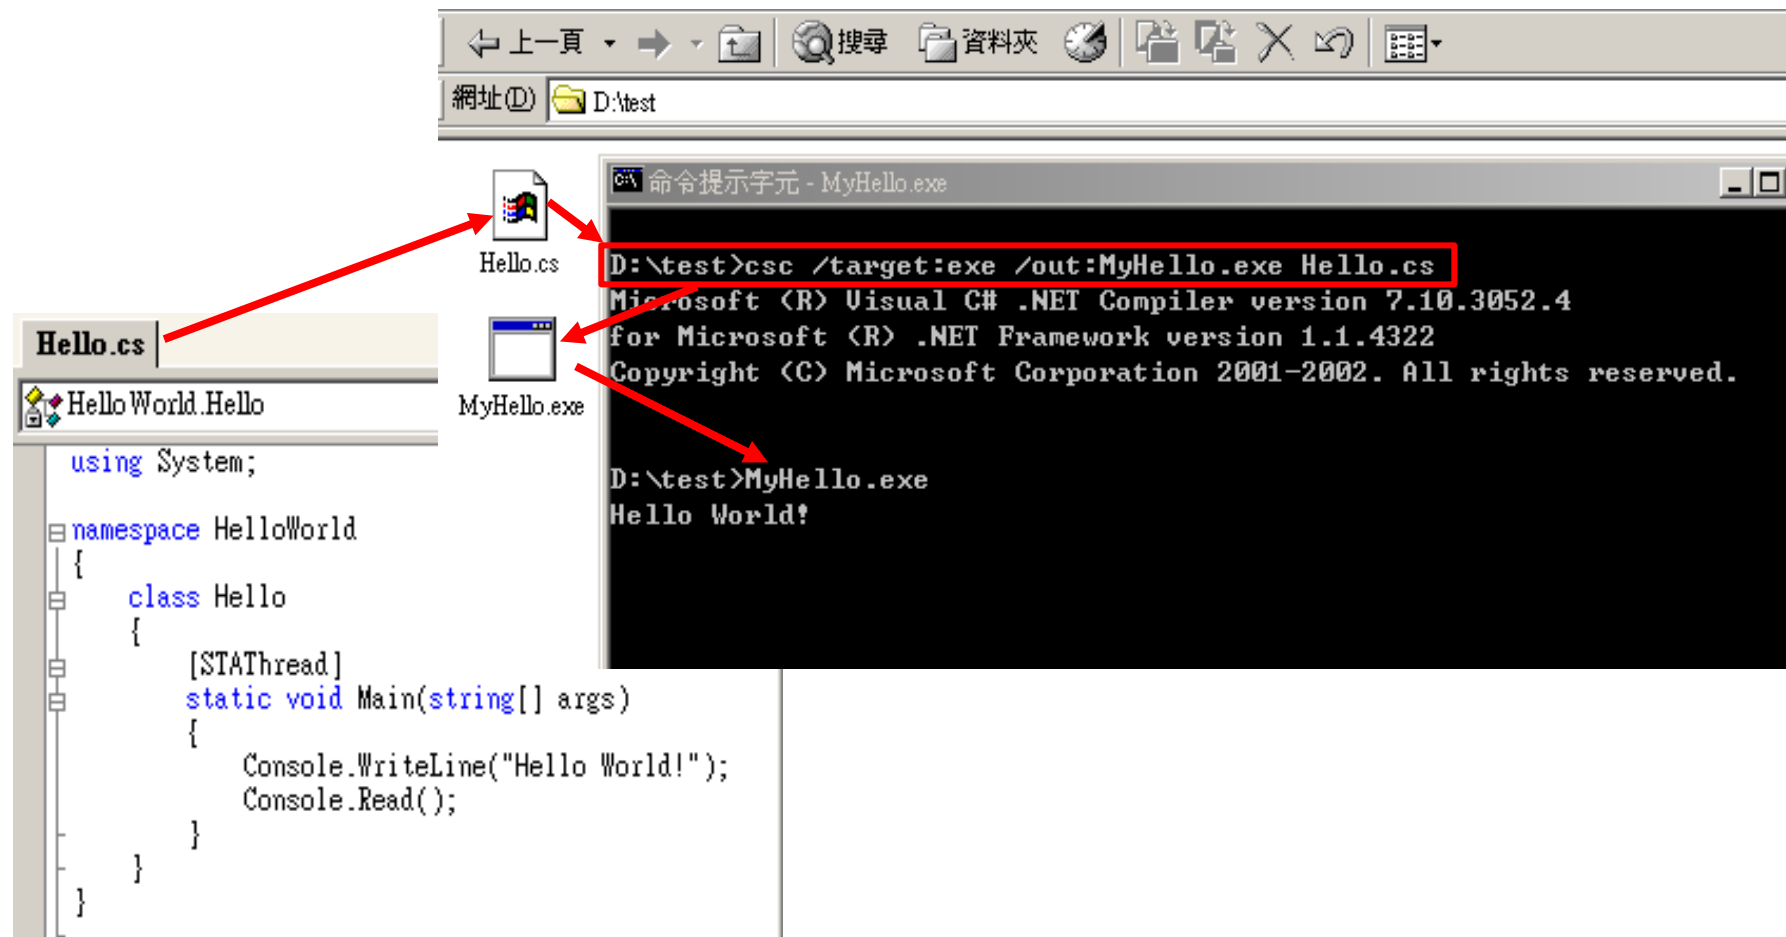 上一頁 搜尋 資料夾
網址(D) D:\test
Hello.cs
MyHello.exe
命令提示字元 - MyHello.exe
D:\test>csc /target:exe /out:MyHello.exe Hello.cs
Microsoft (R) Visual C# .NET Compiler version 7.10.3052.4
for Microsoft (R) .NET Framework version 1.1.4322
Copyright (C) Microsoft Corporation 2001-2002. All rights reserved.
D:\test>MyHello.exe
Hello World!
Hello.cs
HelloWorld.Hello
using System;
namespace HelloWorld
{
class Hello
{
[STAThread]
static void Main(string[] args)
{
Console.WriteLine("Hello World!");
Console.Read();
}
}
}